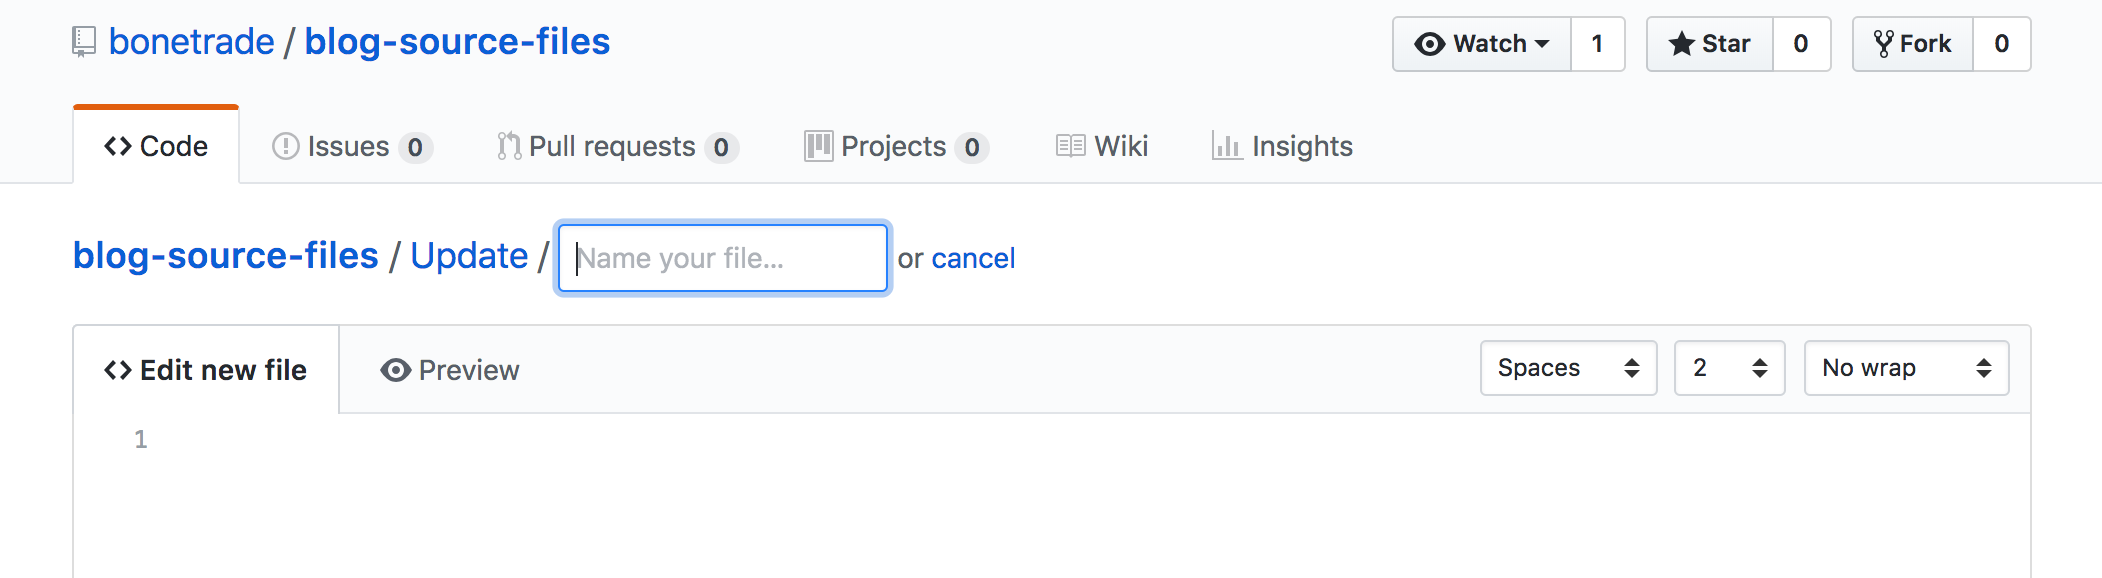 bonetrade / blog-source-files Watch 1 Star 0 Fork 0
Code Issues 0 Pull requests 0 Projects 0 Wiki Insights
blog-source-files / Update / Name your file... or cancel
Edit new file Preview Spaces 2 No wrap
1